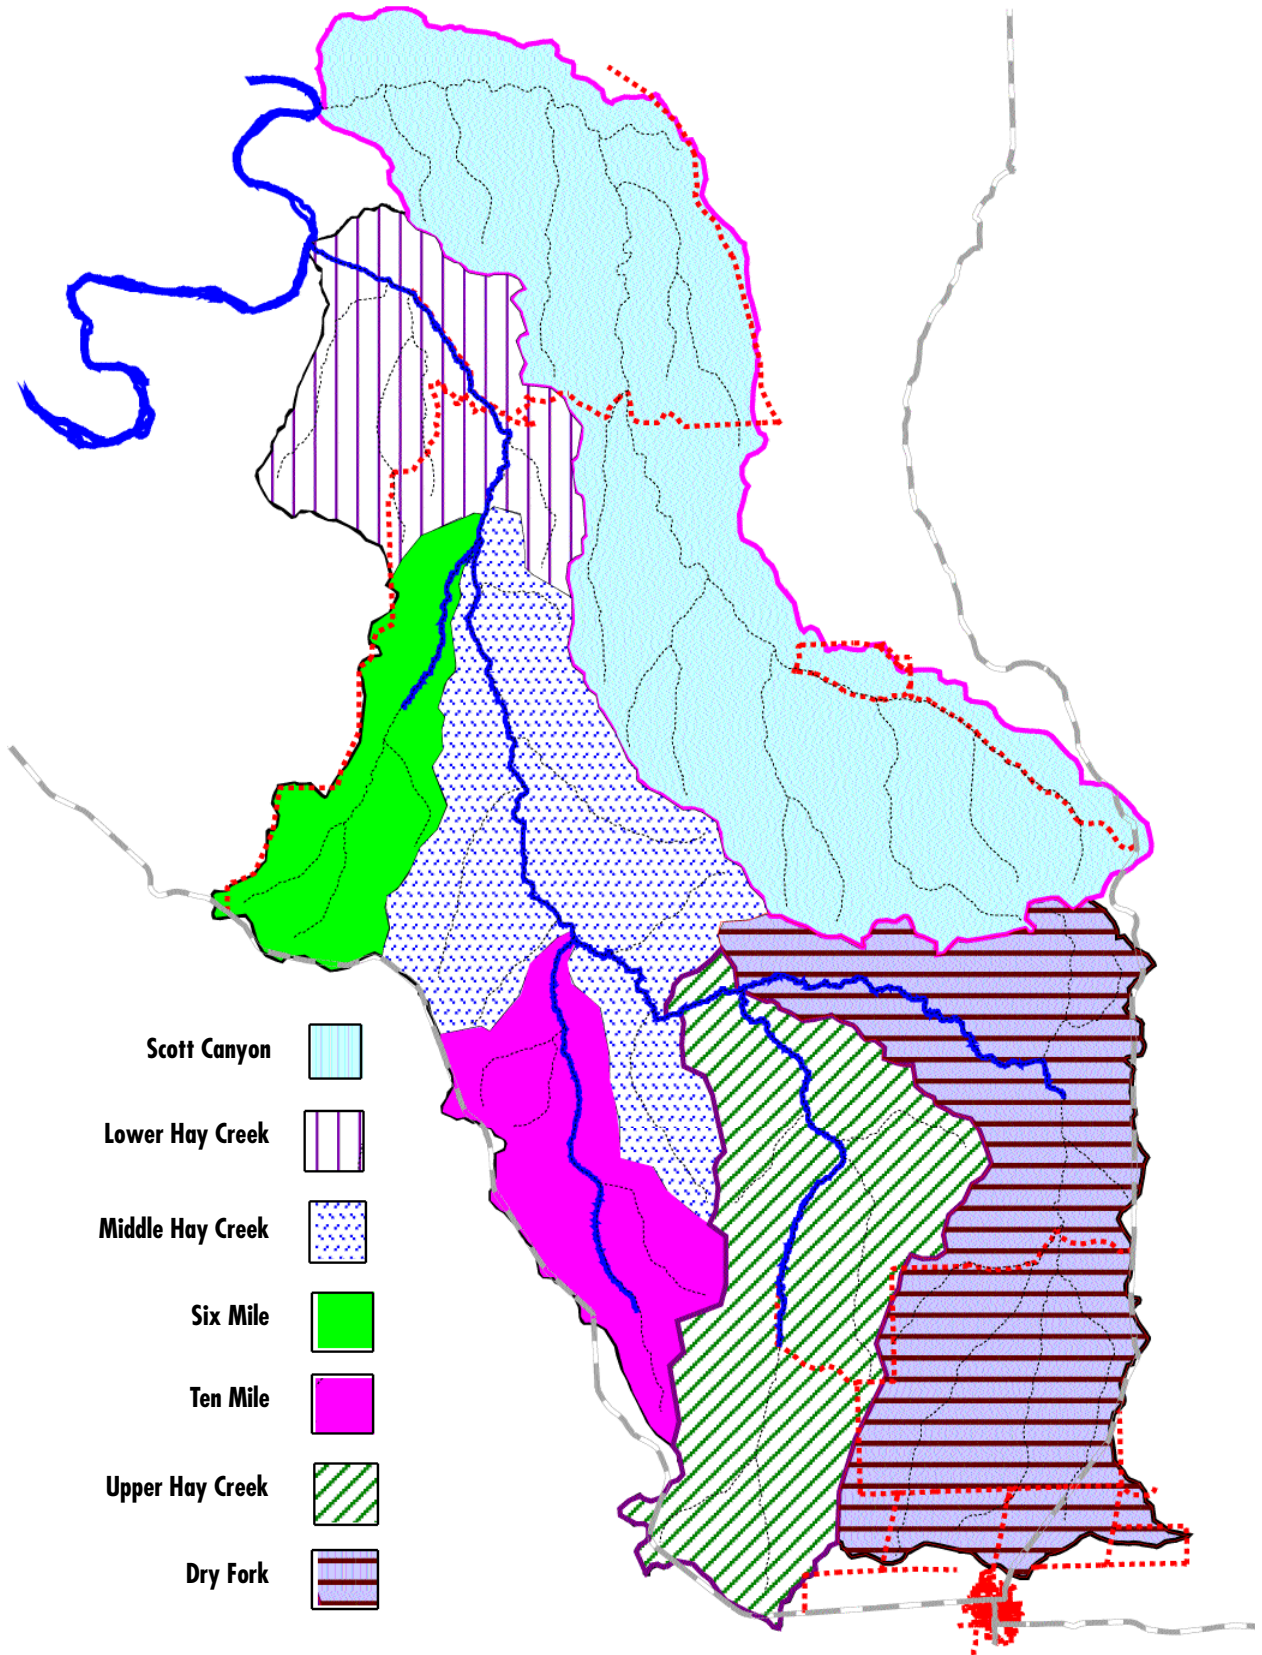 Scott Canyon
Lower Hay Creek
Middle Hay Creek
Six Mile
Ten Mile
Upper Hay Creek
Dry Fork